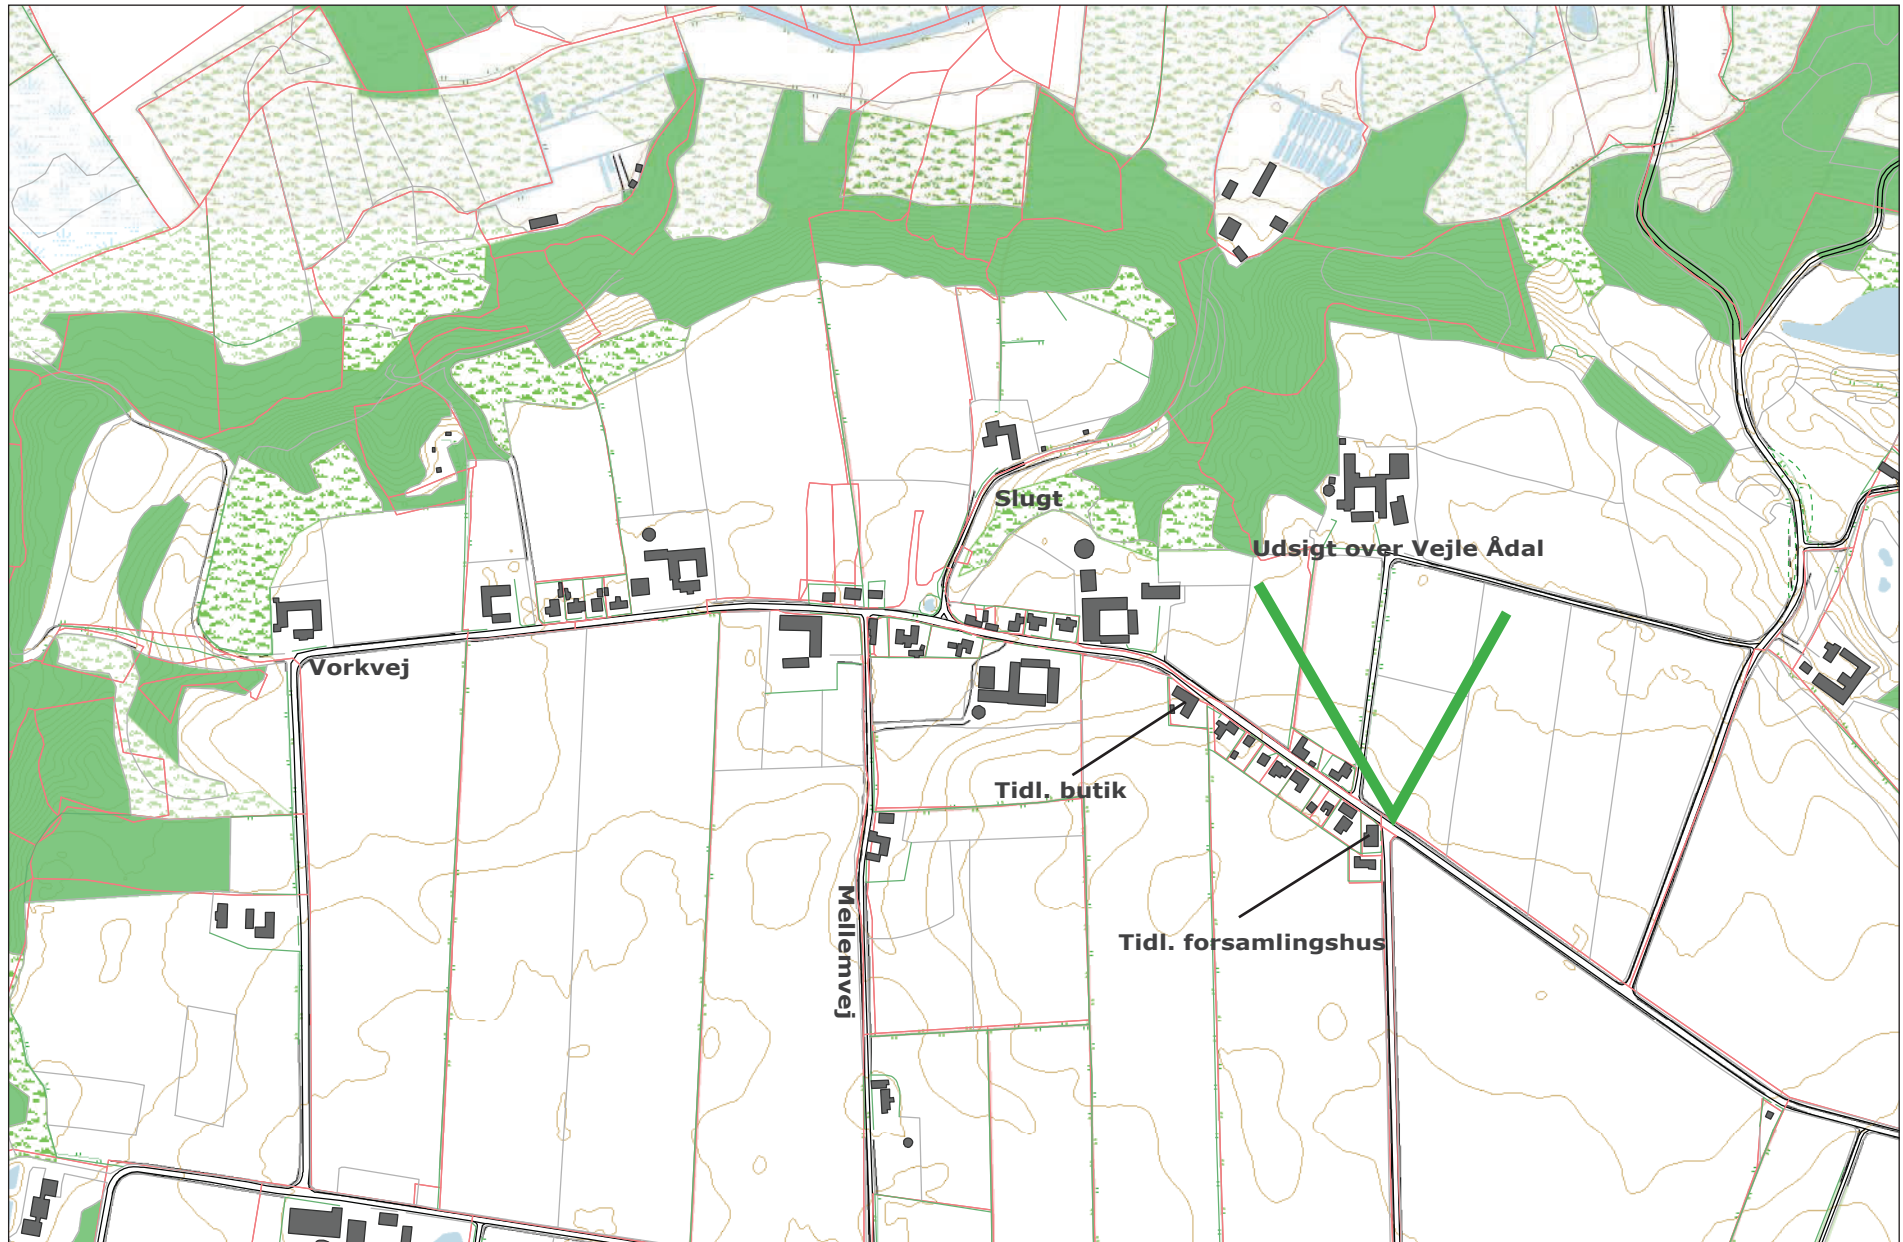 Slugt
Udsigt over Vejle Ådal
Vorkvej
Tidl. butik
Mellemvej
Tidl. forsamlingshus